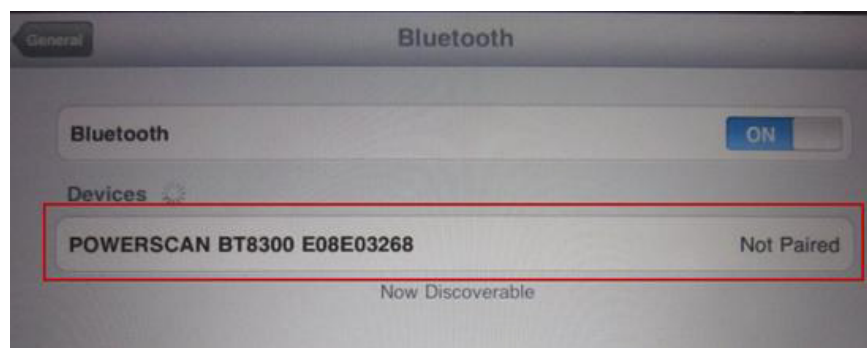 General
Bluetooth
Bluetooth
ON
Devices
POWERSCAN BT8300 E08E03268
Not Paired
Now Discoverable